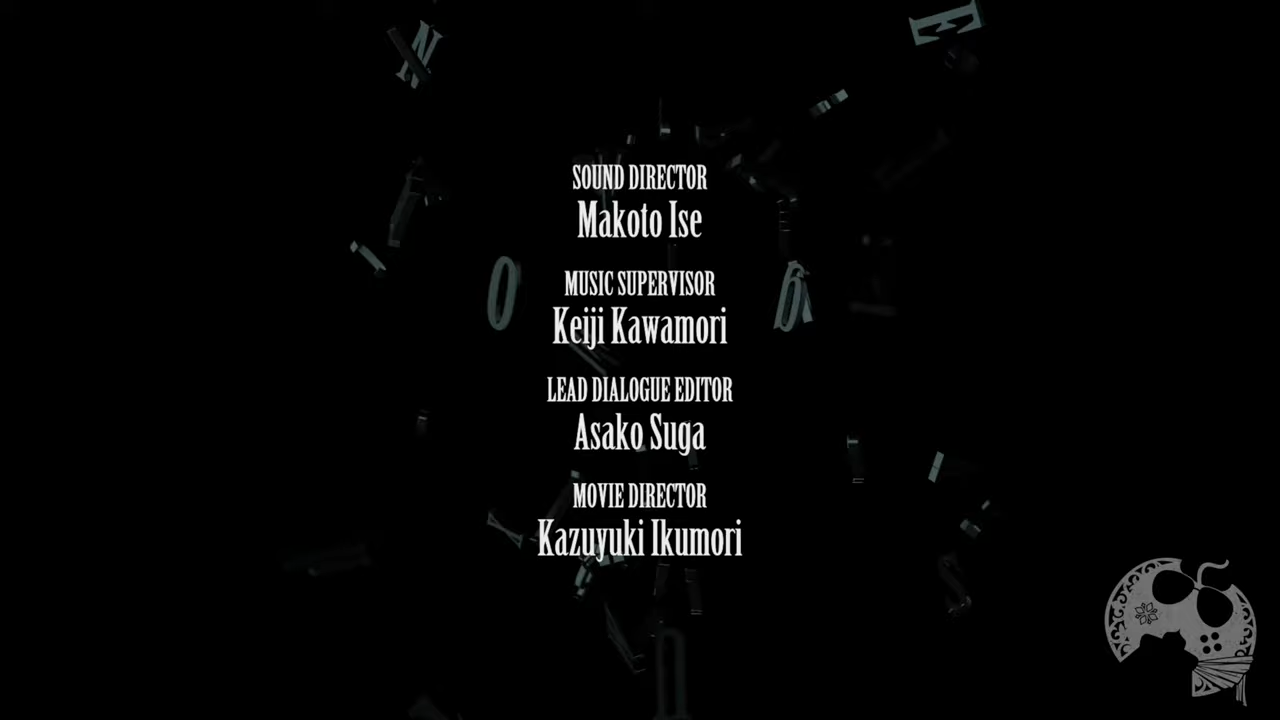 SOUND DIRECTOR
Makoto Ise
MUSIC SUPERVISOR
Keiji Kawamori
LEAD DIALOGUE EDITOR
Asako Suga
MOVIE DIRECTOR
Kazuyuki Ikumori